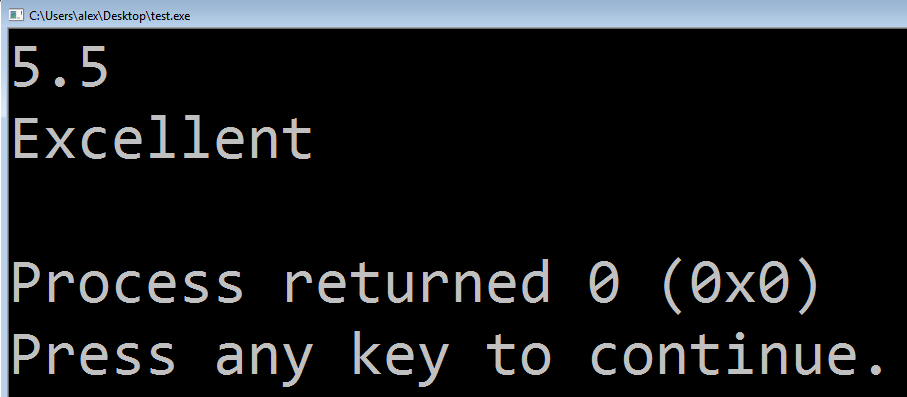 C:\Users\alex\Desktop\test.exe
5.5
Excellent
Process returned 0 (0x0)
Press any key to continue.